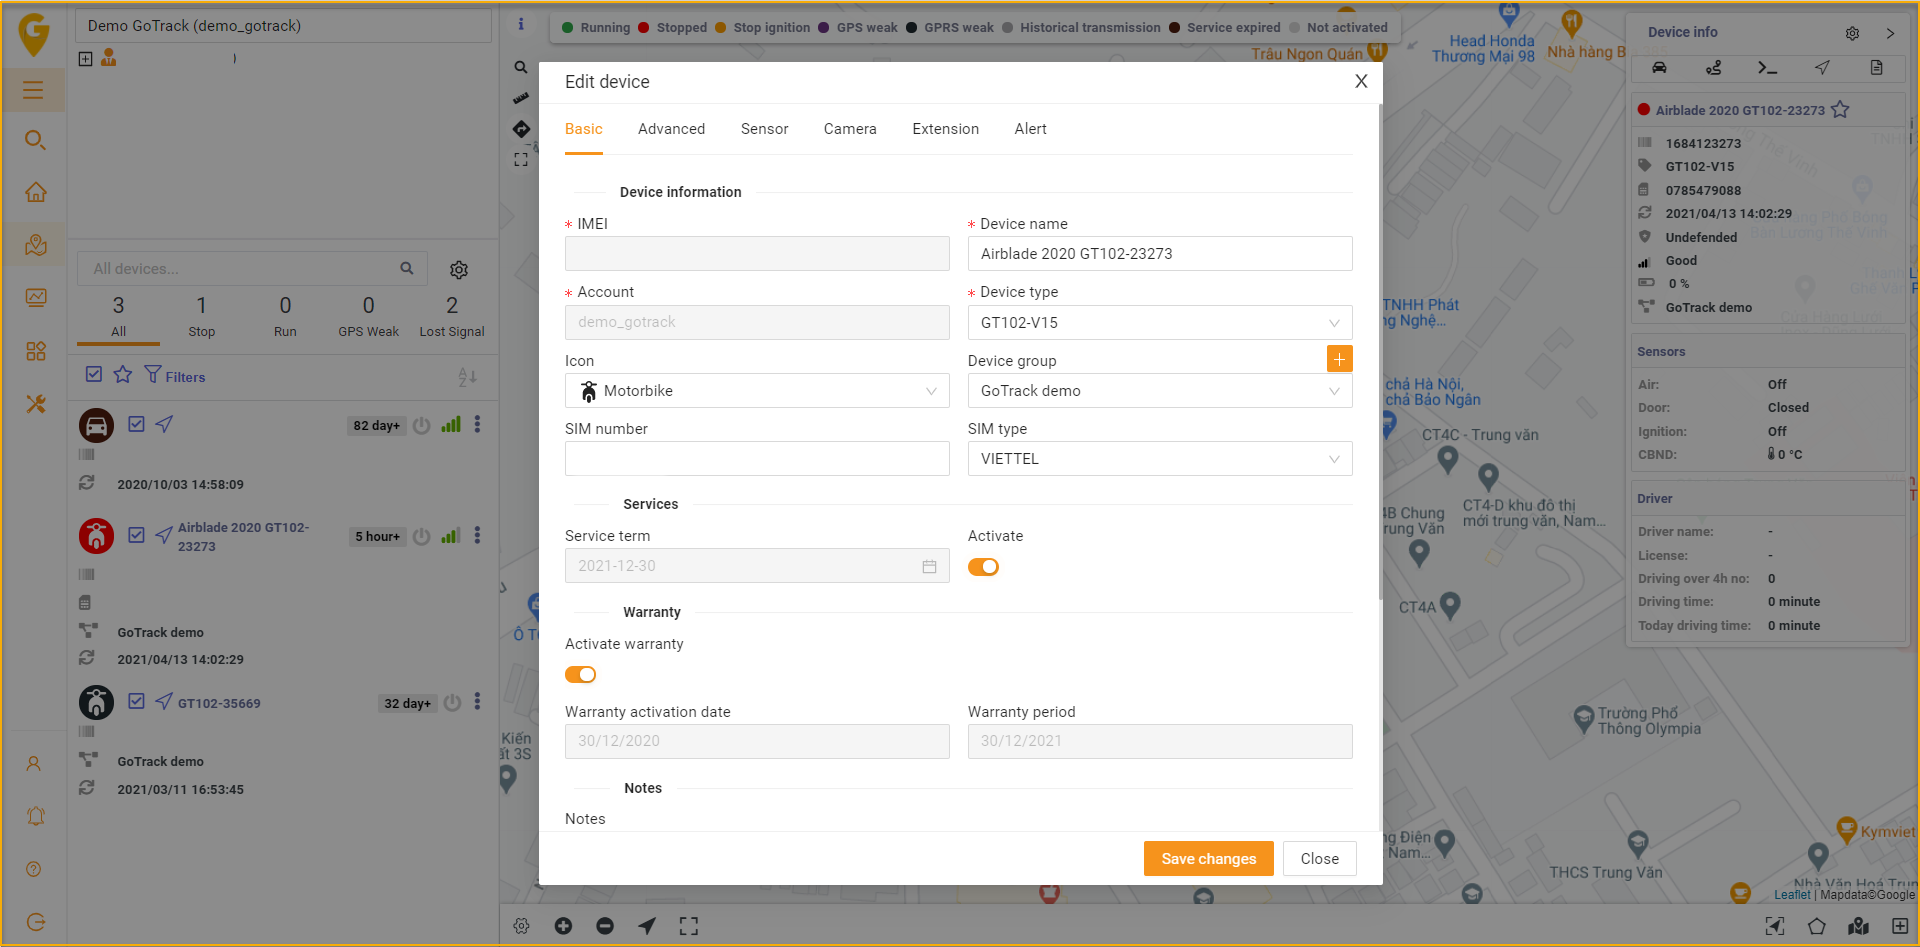 Demo GoTrack (demo_gotrack)
)
All devices...
3
All
1
Stop
0
Run
0
GPS Weak
2
Lost Signal
Filters
82 day+
2020/10/03 14:58:09
Airblade 2020 GT102-
23273
5 hour+
GoTrack demo
2021/04/13 14:02:29
GT102-35669
32 day+
GoTrack demo
2021/03/11 16:53:45
Running
Stopped
Stop ignition
GPS weak
GPRS weak
Historical transmission
Service expired
Not activated
Trâu Ngon Quán
Head Honda
Thương Mại 98
Nhà hàng B
Edit device
X
Basic
Advanced
Sensor
Camera
Extension
Alert
Device information
* IMEI
* Device name
Airblade 2020 GT102-23273
* Account
demo_gotrack
* Device type
GT102-V15
Icon
Motorbike
Device group
+
GoTrack demo
SIM number
SIM type
VIETTEL
Services
Service term
2021-12-30
Activate
Warranty
Activate warranty
Warranty activation date
30/12/2020
Warranty period
30/12/2021
Notes
Notes
Save changes
Close
Device info
Airblade 2020 GT102-23273
1684123273
GT102-V15
0785479088
2021/04/13 14:02:29
Undefended
Good
0 %
GoTrack demo
Sensors
Air: Off
Door: Closed
Ignition: Off
CBND: 0 °C
Driver
Driver name: -
License: -
Driving over 4h no: 0
Driving time: 0 minute
Today driving time: 0 minute
TNHH Phát
ng Nghệ...
chả Hà Nội,
chả Bảo Ngân
CT4C - Trung văn
CT4-D khu đô thị
mới trung văn, Nam...
4B Chung
rung Văn
CT4A
Ô T
Kiến
ất 3S
Trường Phổ
Thông Olympia
ng Điện
Nam...
THCS Trung Văn
Kymviet
Nhà Văn Hoá Trun
Leaflet | Mapdata©Google